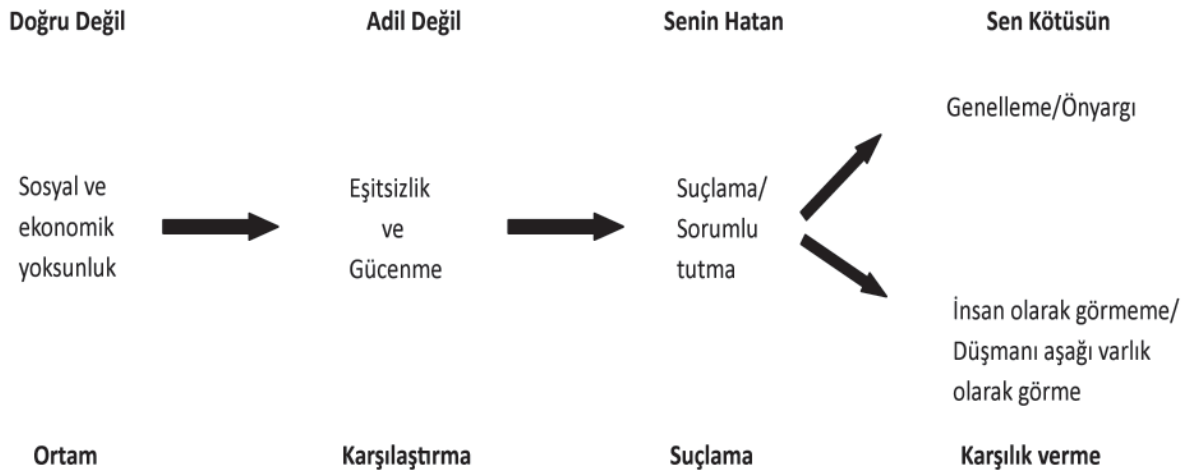 Doğru Değil
Adil Değil
Senin Hatan
Sen Kötüsün
Sosyal ve
ekonomik
yoksunluk
Eşitsizlik
ve
Gücenme
Suçlama/
Sorumlu
tutma
Genelleme/Önyargı
İnsan olarak görmeme/
Düşmanı aşağı varlık
olarak görme
Ortam
Karşılaştırma
Suçlama
Karşılık verme